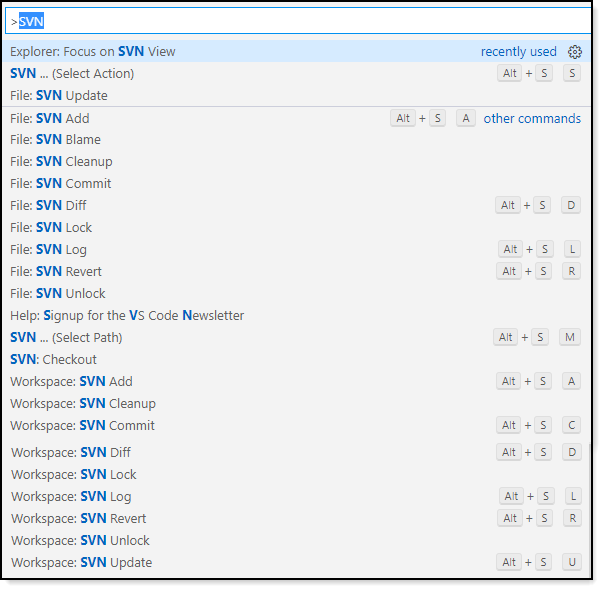 >SVN
Explorer: Focus on SVN View recently used
SVN ... (Select Action) Alt + S S
File: SVN Update
File: SVN Add Alt + S A other commands
File: SVN Blame
File: SVN Cleanup
File: SVN Commit
File: SVN Diff Alt + S D
File: SVN Lock
File: SVN Log Alt + S L
File: SVN Revert Alt + S R
File: SVN Unlock
Help: Signup for the VS Code Newsletter
SVN ... (Select Path) Alt + S M
SVN: Checkout
Workspace: SVN Add Alt + S A
Workspace: SVN Cleanup
Workspace: SVN Commit Alt + S C
Workspace: SVN Diff Alt + S D
Workspace: SVN Lock
Workspace: SVN Log Alt + S L
Workspace: SVN Revert Alt + S R
Workspace: SVN Unlock
Workspace: SVN Update Alt + S U